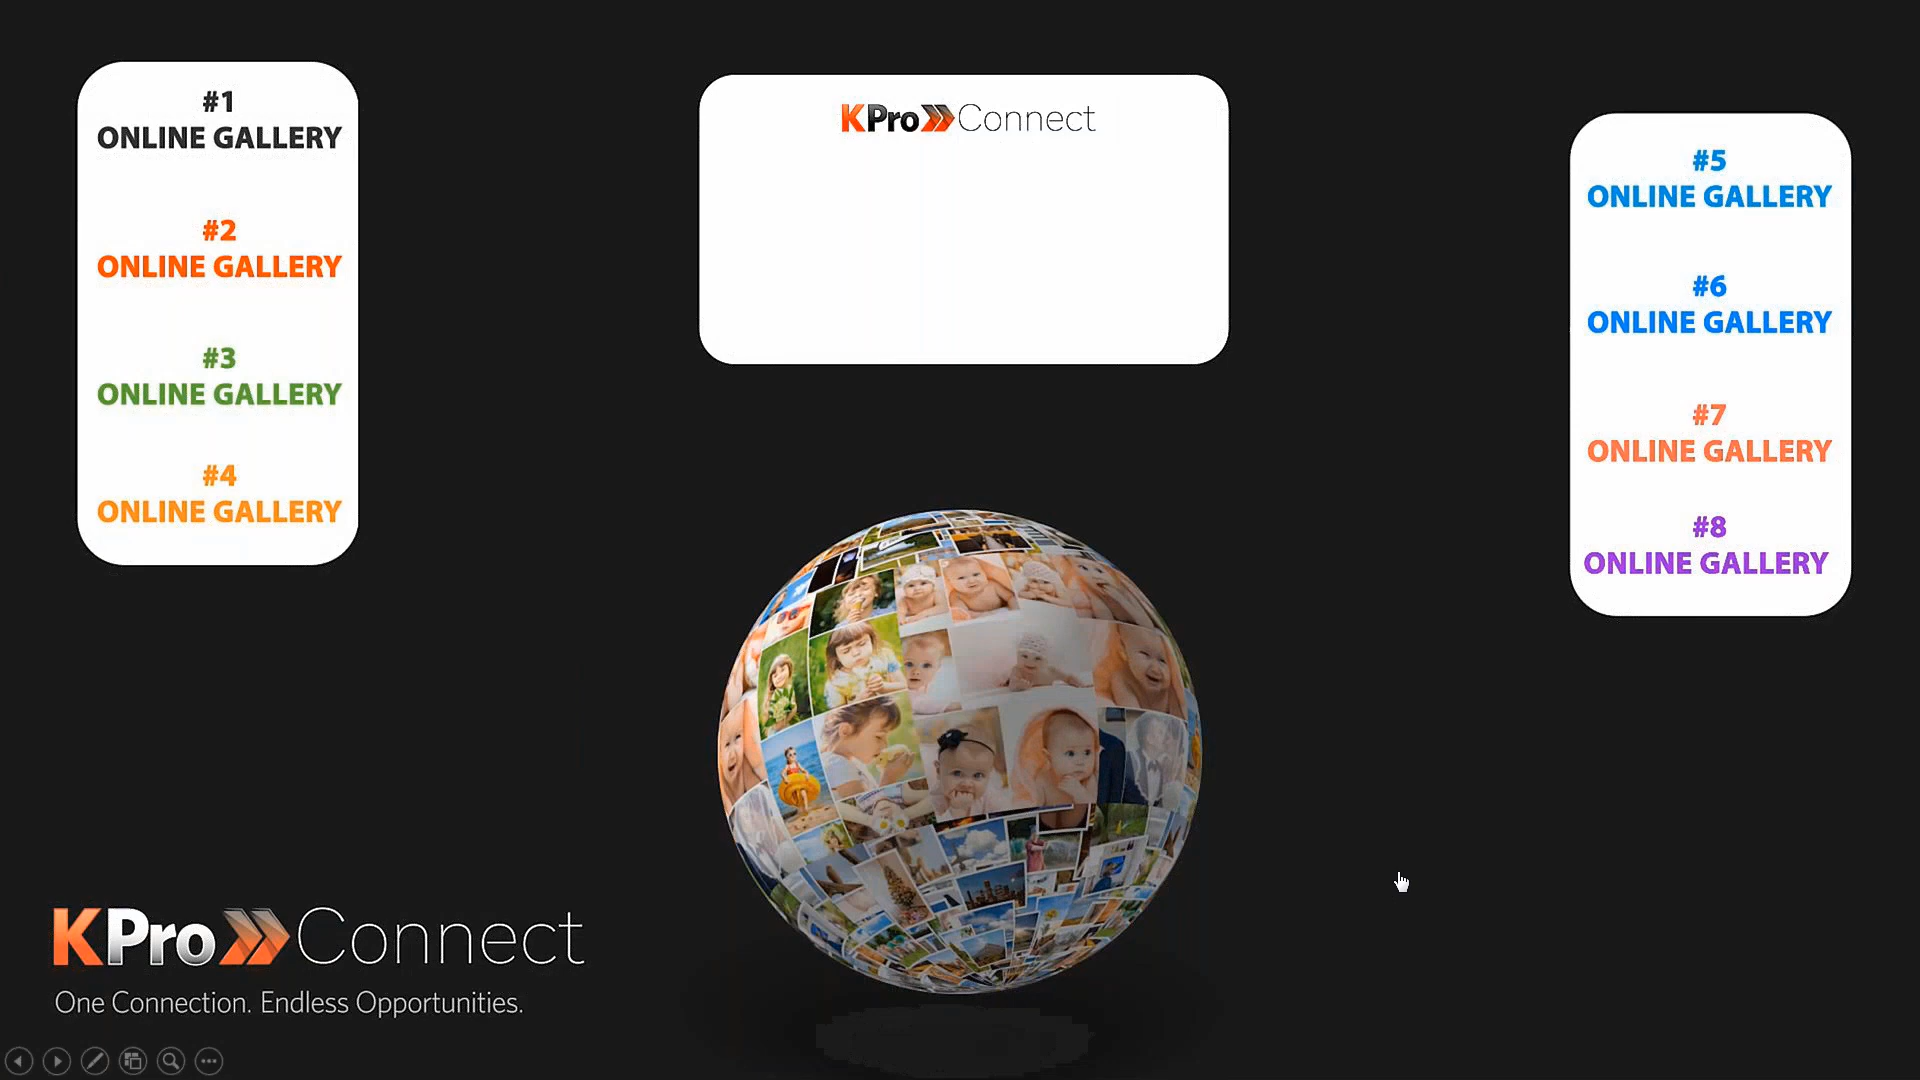 #1
ONLINE GALLERY
#2
ONLINE GALLERY
#3
ONLINE GALLERY
#4
ONLINE GALLERY
KPro Connect
#5
ONLINE GALLERY
#6
ONLINE GALLERY
#7
ONLINE GALLERY
#8
ONLINE GALLERY
KPro Connect
One Connection. Endless Opportunities.